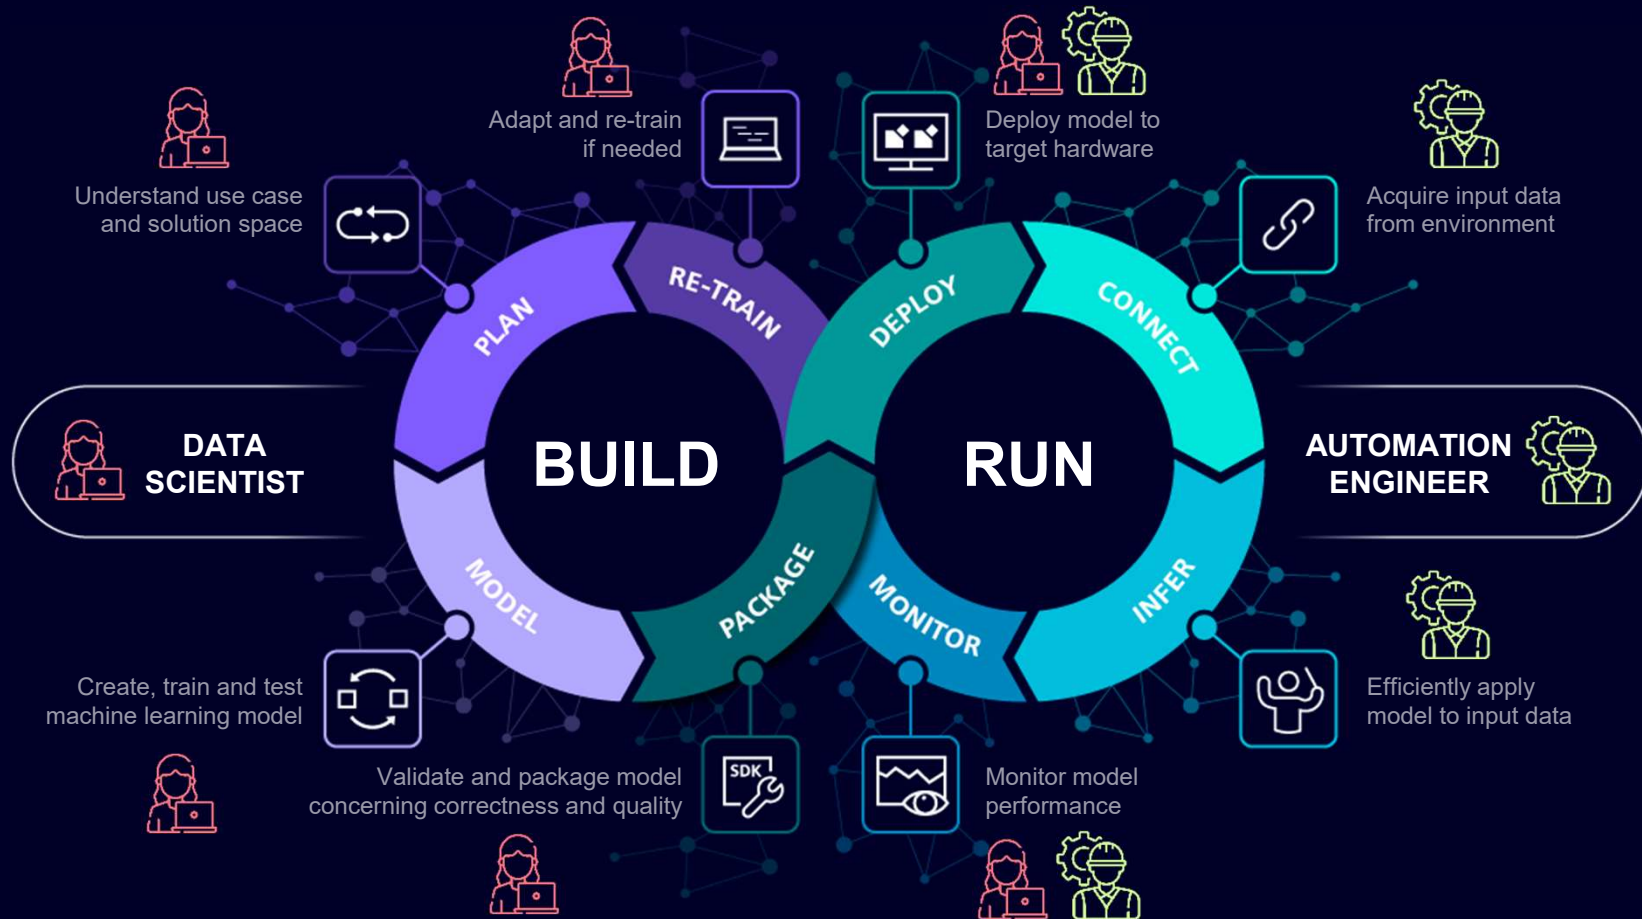 Adapt and re-train
if needed
Deploy model to
target hardware
Understand use case
and solution space
Acquire input data
from environment
PLAN
RE-TRAIN
DEPLOY
CONNECT
DATA
SCIENTIST
BUILD
RUN
AUTOMATION
ENGINEER
MODEL
PACKAGE
MONITOR
INFER
Create, train and test
machine learning model
Efficiently apply
model to input data
SDK
Validate and package model
concerning correctness and quality
Monitor model
performance